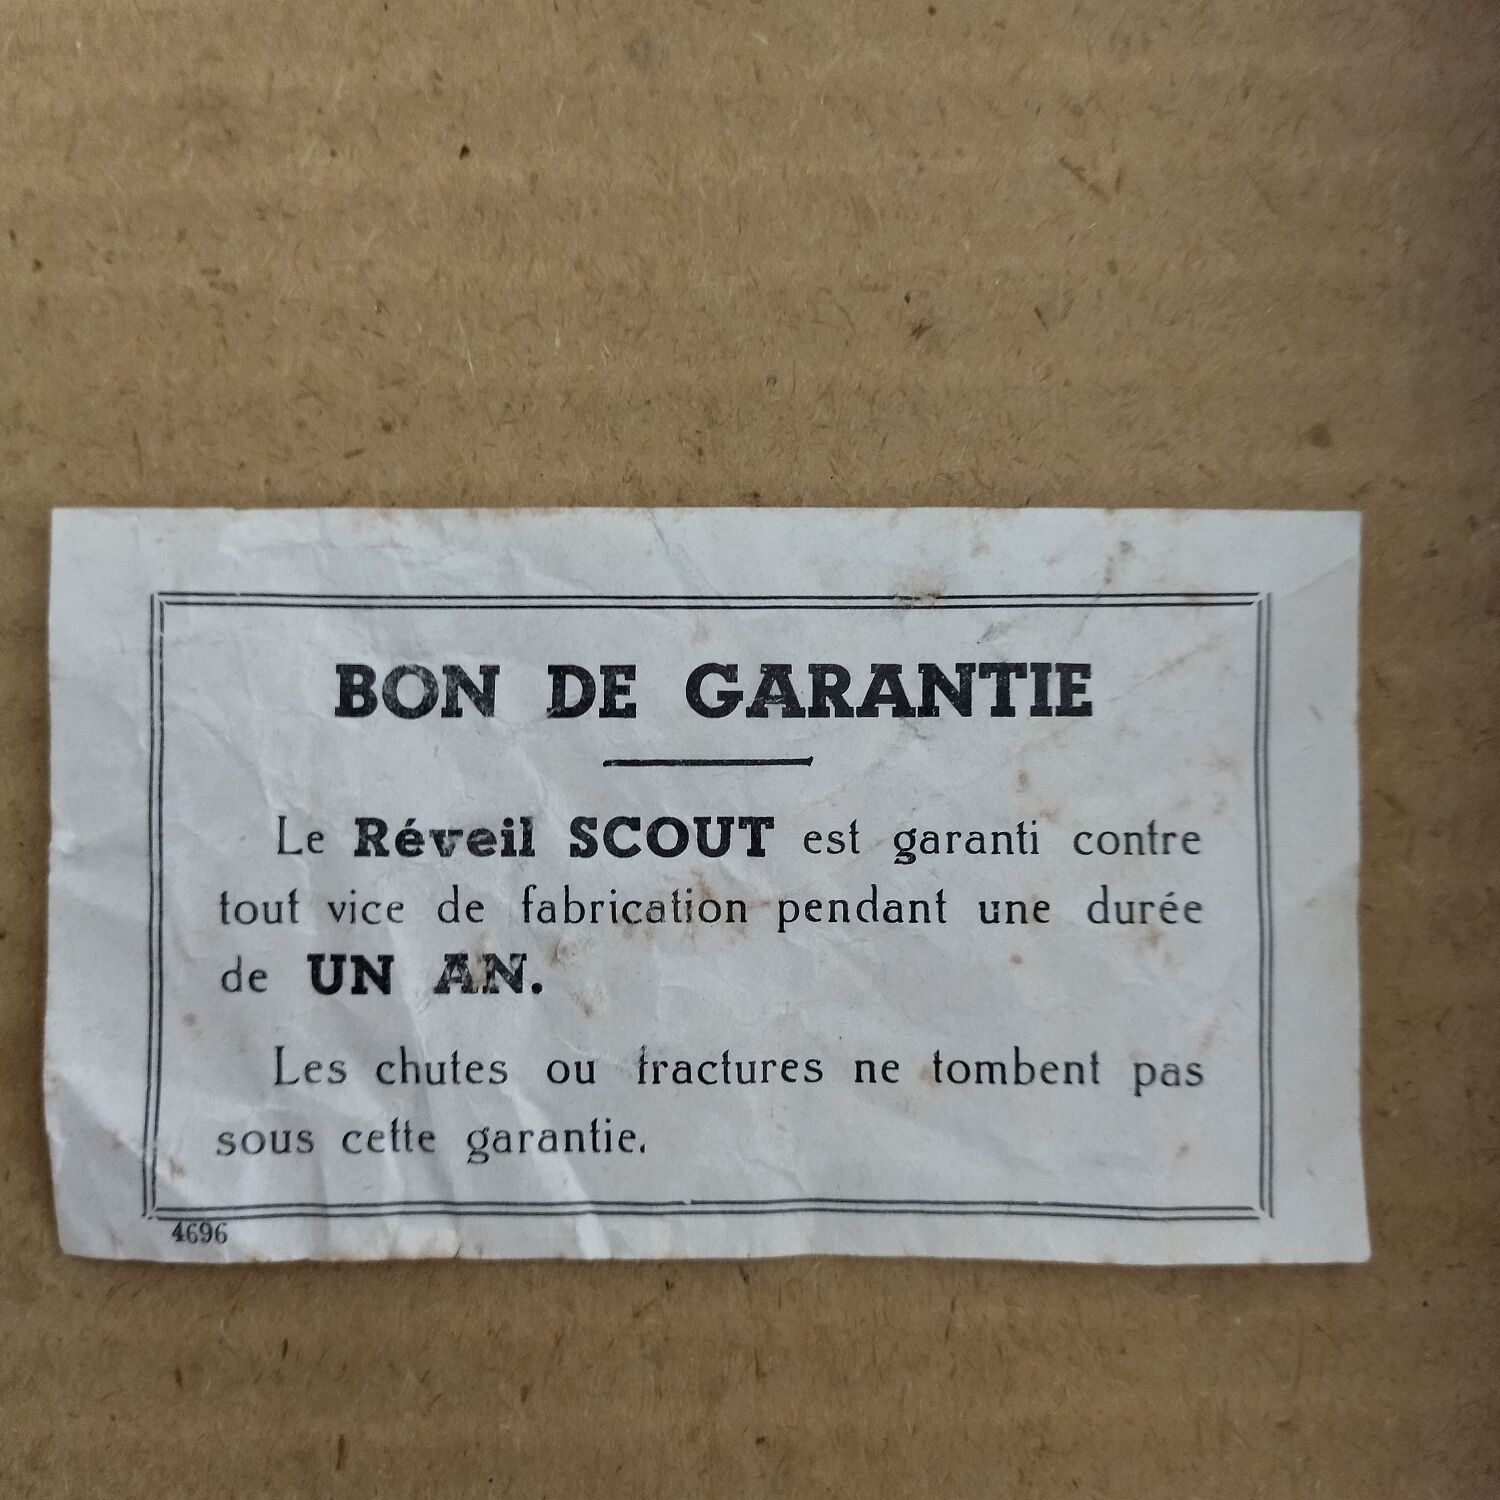 BON DE GARANTIE
Le Réveil SCOUT est garanti contre
tout vice de fabrication pendant une durée
de UN AN.
Les chutes ou fractures ne tombent pas
sous cette garantie.
4696